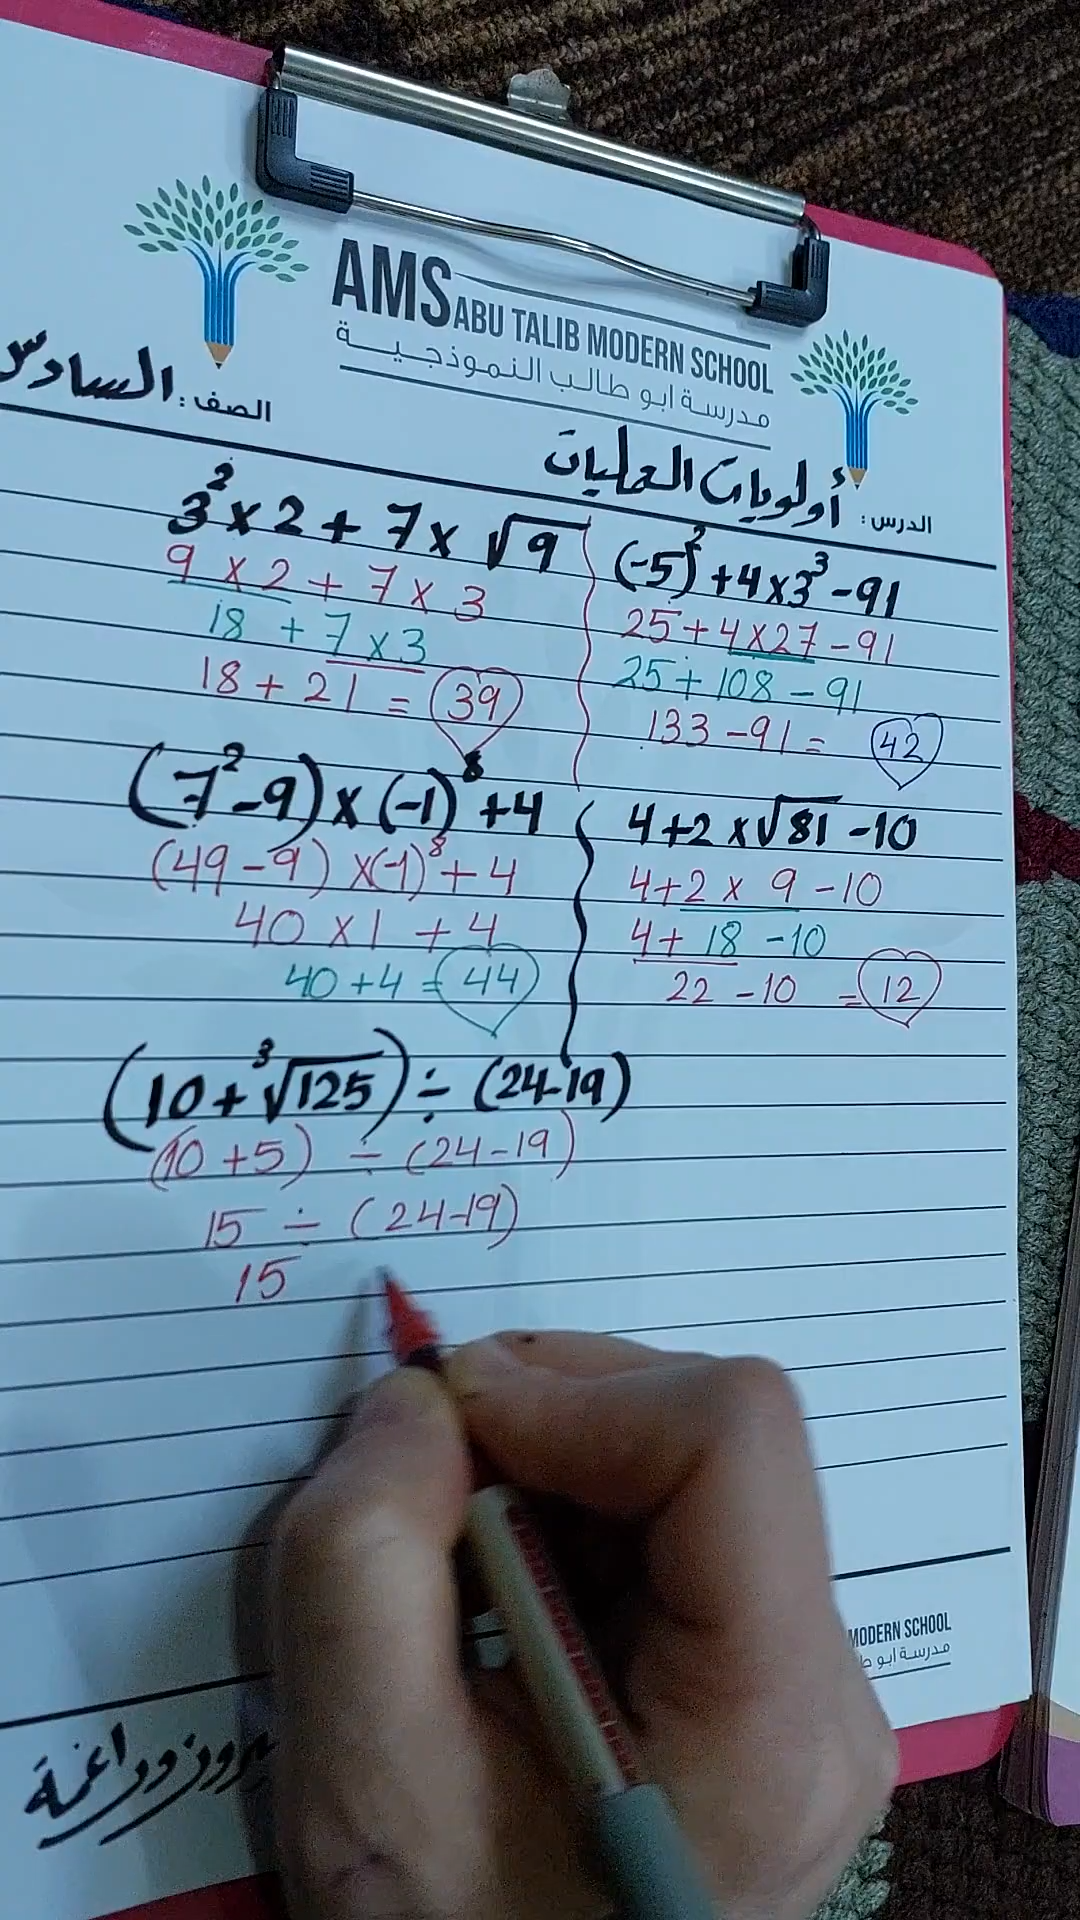 AMS ABU TALIB MODERN SCHOOL
مدرسة ابو طالب النموذجية
الصف: السادس
الدرس: أولويات العمليات
3² × 2 + 7 × √9
9 × 2 + 7 × 3
18 + 7 × 3
18 + 21 = 39
(-5)² + 4 × 3³ - 91
25 + 4 × 27 - 91
25 + 108 - 91
133 - 91 = 42
(7² - 9) × (-1)⁸ + 4
(49 - 9) × (-1)⁸ + 4
40 × 1 + 4
40 + 4 = 44
4 + 2 × √81 - 10
4 + 2 × 9 - 10
4 + 18 - 10
22 - 10 = 12
(10 + ³√125) ÷ (24 - 19)
(10 + 5) ÷ (24 - 19)
15 ÷ (24 - 19)
15
MODERN SCHOOL
مدرسة ابو ط